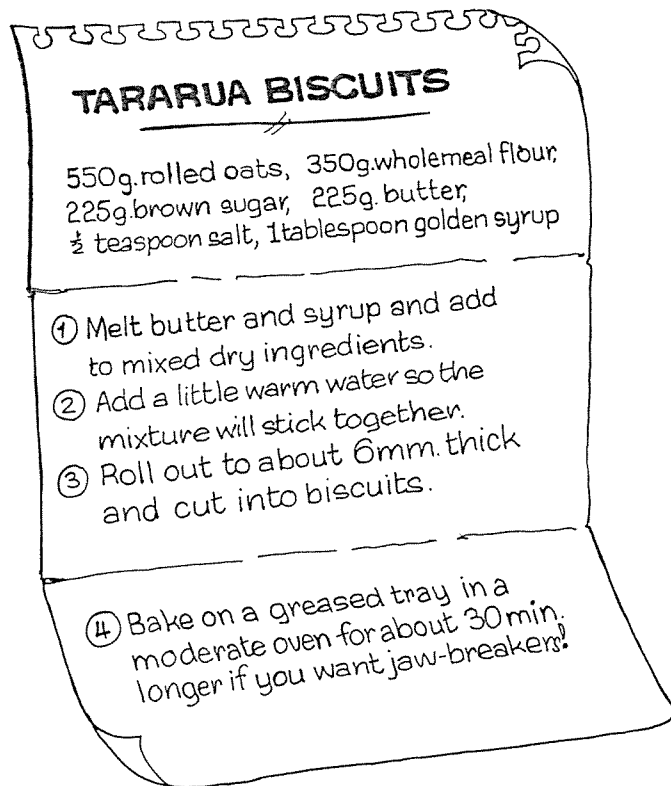 TARARUA BISCUITS
550g.rolled oats, 350g.wholemeal flour,
225g.brown sugar, 225g. butter,
½ teaspoon salt, 1tablespoon golden syrup
① Melt butter and syrup and add
to mixed dry ingredients.
② Add a little warm water so the
mixture will stick together.
③ Roll out to about 6mm. thick
and cut into biscuits.
④ Bake on a greased tray in a
moderate oven for about 30min.
longer if you want jaw-breakers!